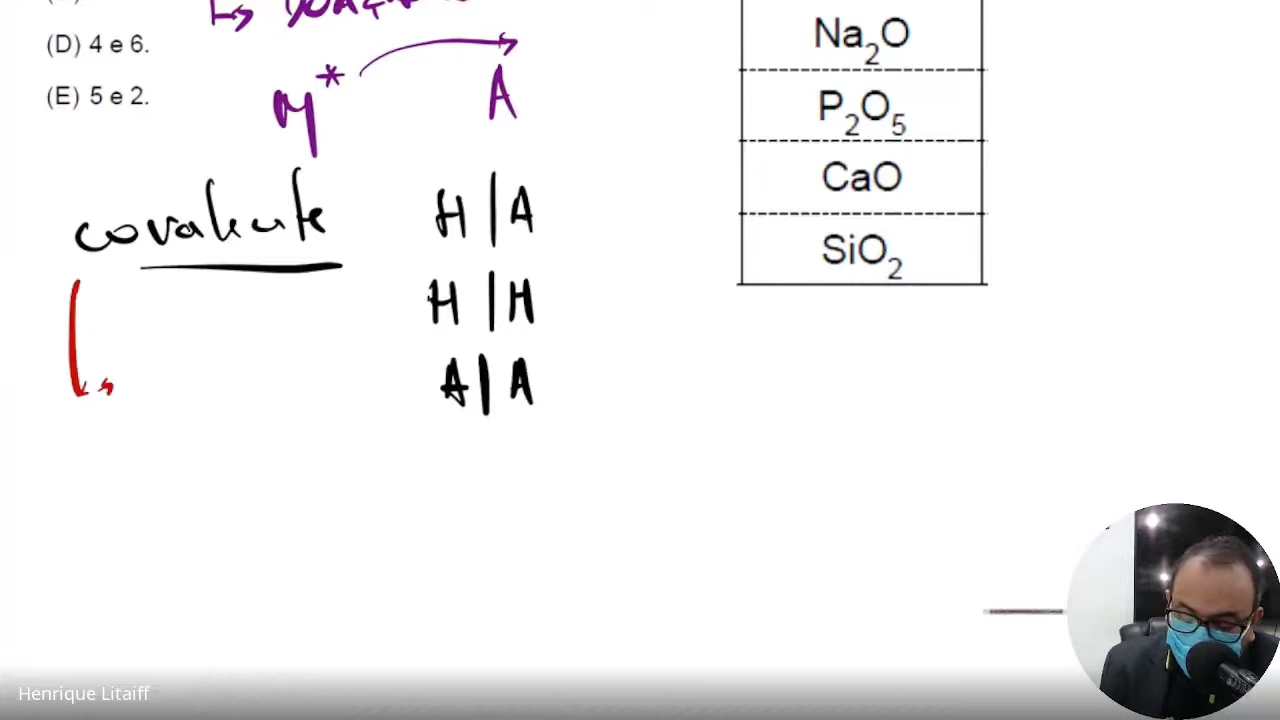 (D) 4 e 6.
(E) 5 e 2.
M* A
covalente
H | A
H | H
A | A
Na₂O
P₂O₅
CaO
SiO₂
Henrique Litaiff